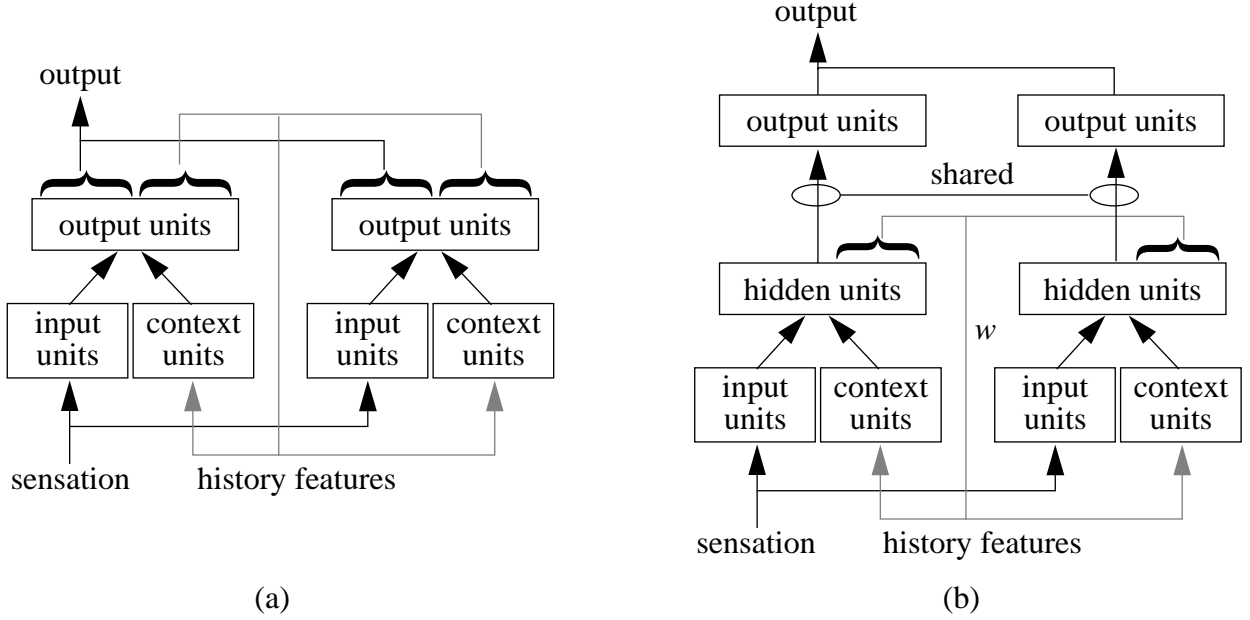 output
output units
output units
input
units
context
units
input
units
context
units
sensation
history features
(a)
output
output units
output units
shared
hidden units
hidden units
w
input
units
context
units
input
units
context
units
sensation
history features
(b)